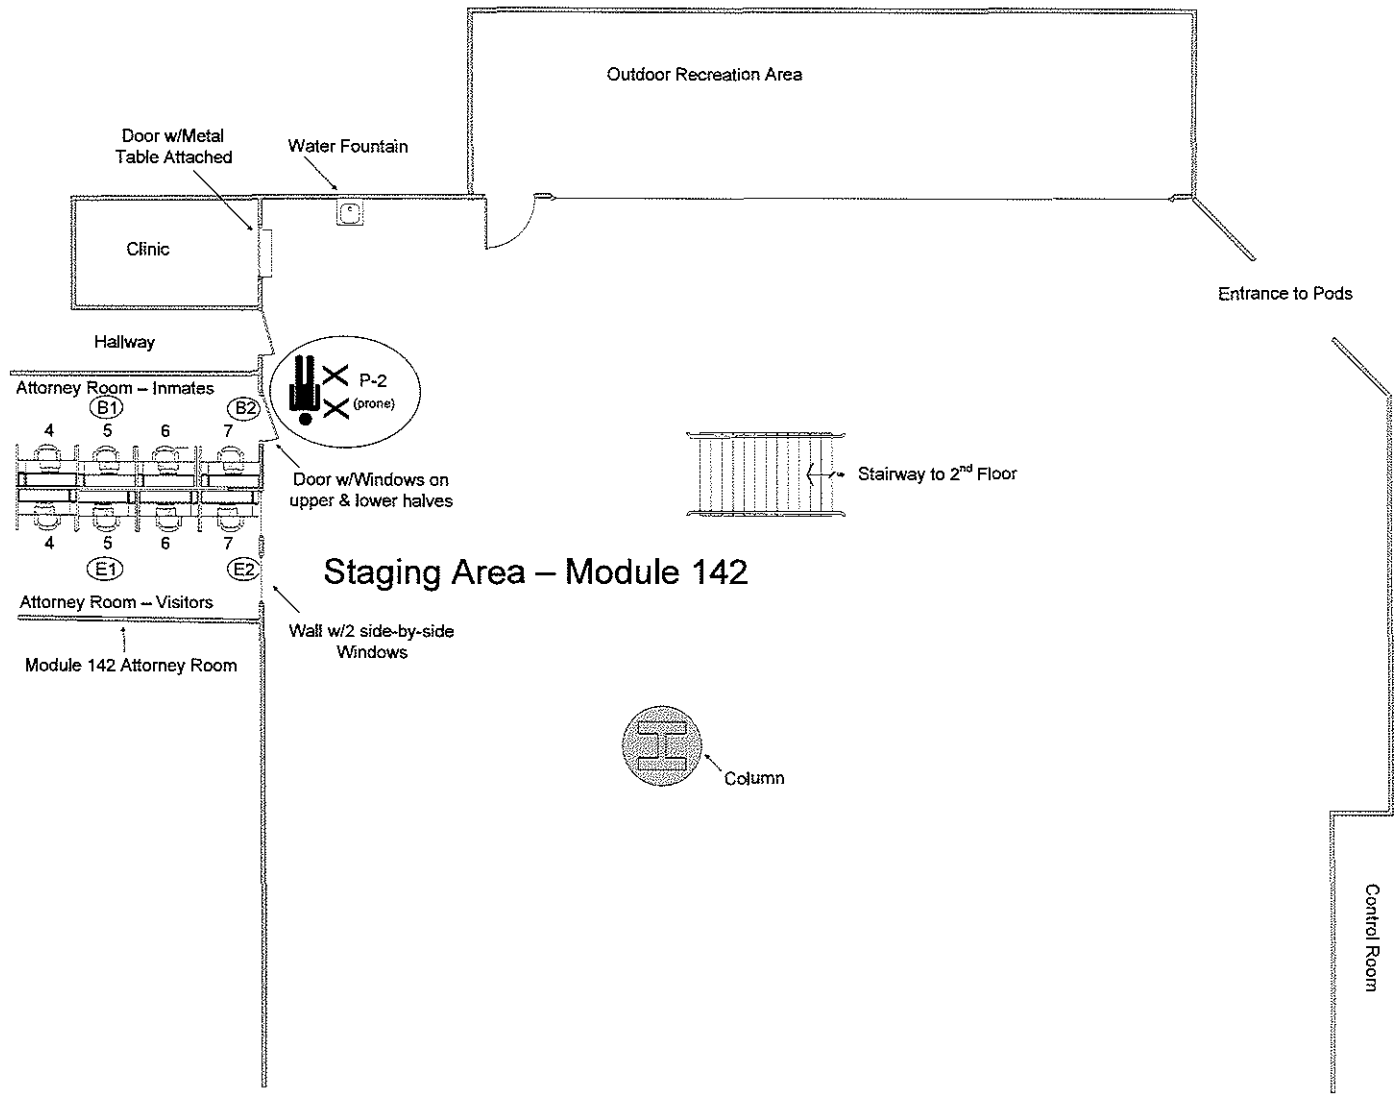 Outdoor Recreation Area
Door w/Metal
Table Attached
Water Fountain
Clinic
Entrance to Pods
Hallway
P-2
(prone)
Attorney Room – Inmates
B1
B2
4
5
6
7
Door w/Windows on
upper & lower halves
Stairway to 2nd Floor
4
5
6
7
E1
E2
Staging Area – Module 142
Attorney Room – Visitors
Wall w/2 side-by-side
Windows
Module 142 Attorney Room
Column
Control Room